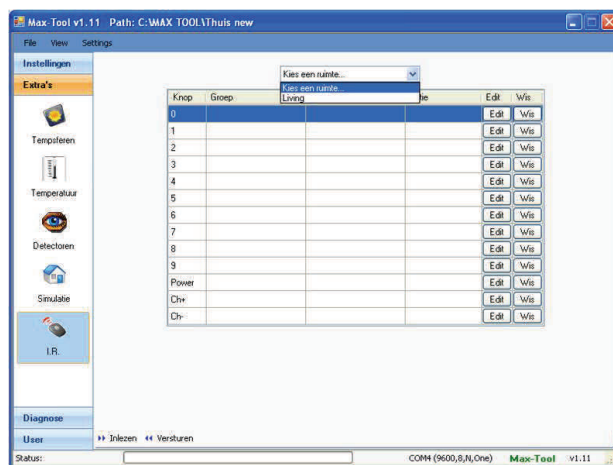 Max-Tool v1.11 Path: C:\MAX TOOL\Thuis new
File View Settings
Instellingen
Extra's
Tempsferen
Temperatuur
Detectoren
Simulatie
I.R.
Diagnose
User
Kies een ruimte...
Kies een ruimte...
Living
Knop Groep tie Edit Wis
0 Edit Wis
1 Edit Wis
2 Edit Wis
3 Edit Wis
4 Edit Wis
5 Edit Wis
6 Edit Wis
7 Edit Wis
8 Edit Wis
9 Edit Wis
Power Edit Wis
Ch+ Edit Wis
Ch- Edit Wis
Inlezen Versturen
Status: COM4 (9600,8,N,One) Max-Tool v1.11